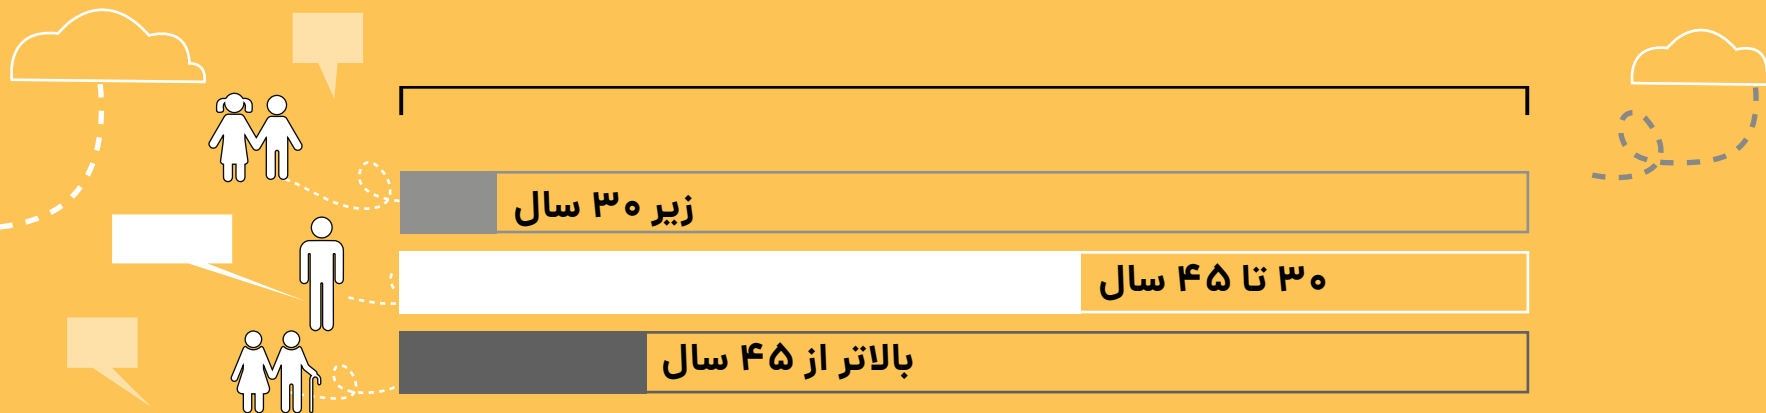 زیر ۳۰ سال
۳۰ تا ۴۵ سال
بالاتر از ۴۵ سال